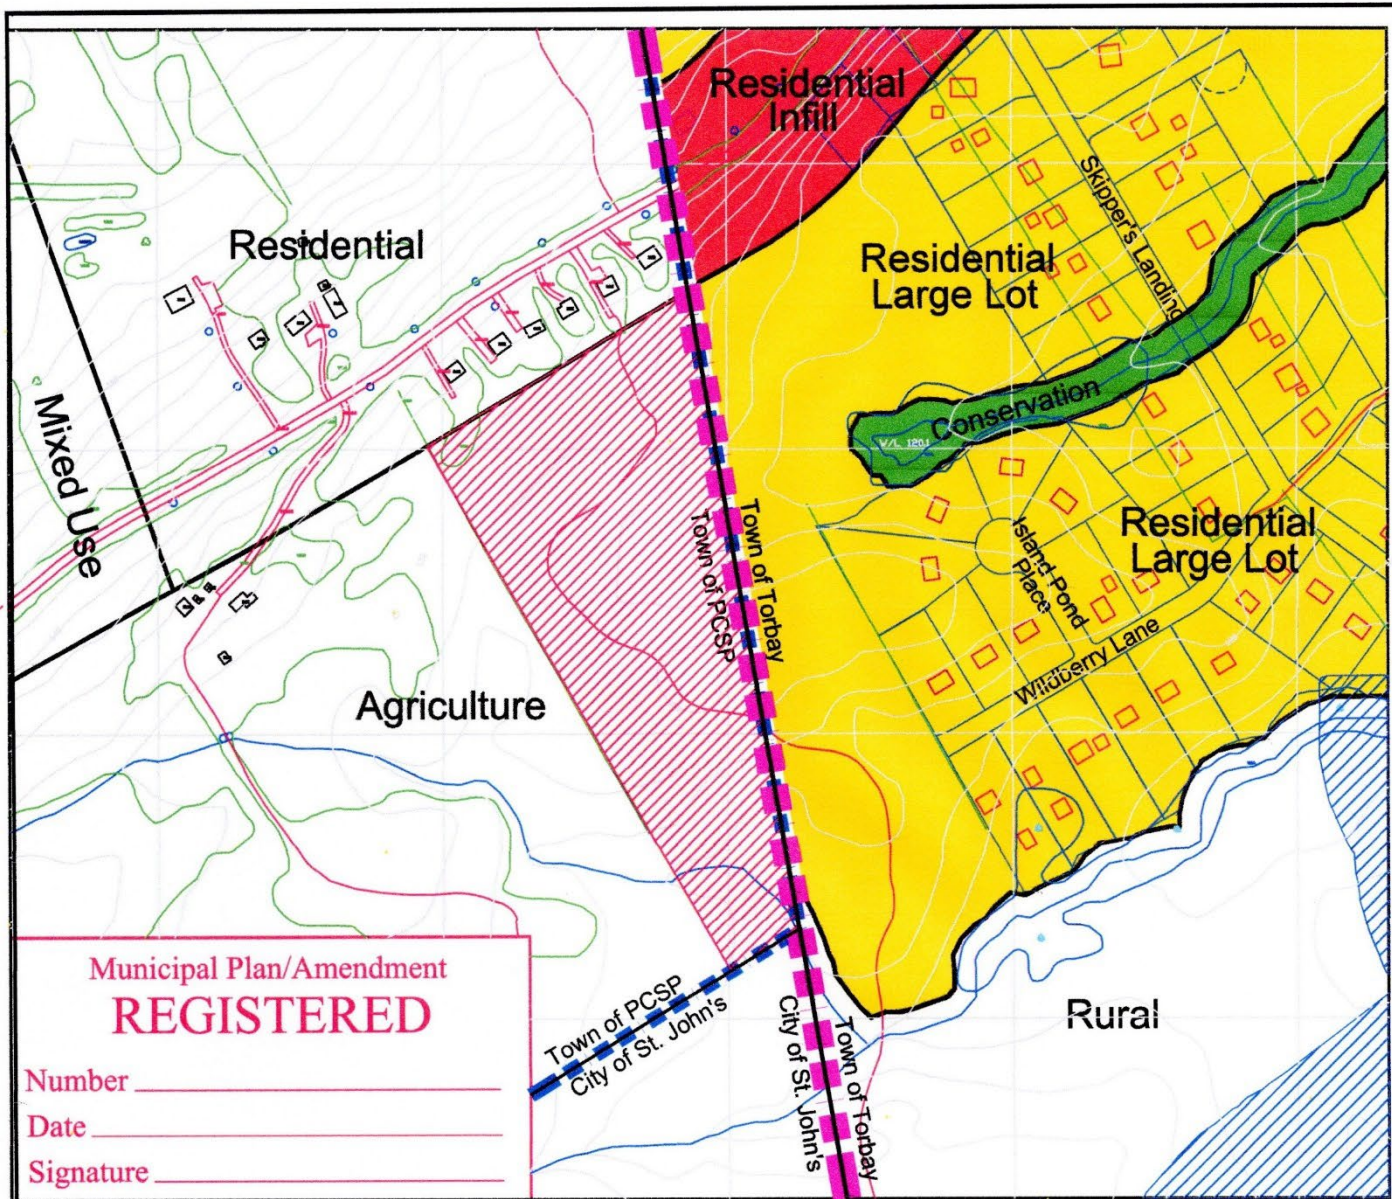 Residential
Infill
Residential
Residential
Large Lot
Skipper's Landing
Mixed Use
Conservation
W/L 120.1
Residential
Large Lot
Island Pond
Place
Wildberry Lane
Town of Torbay
Town of PCSP
Agriculture
Rural
Town of PCSP
City of St. John's
Town of Torbay
City of St. John's
Municipal Plan/Amendment
REGISTERED
Number
Date
Signature